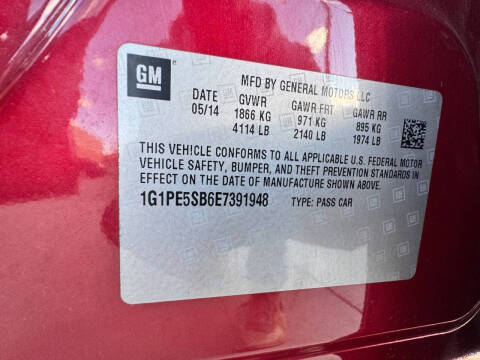 GM
MFD BY GENERAL MOTORS LLC
DATE GVWR GAWR FRT GAWR RR
05/14 1866 KG 971 KG 895 KG
4114 LB 2140 LB 1974 LB
THIS VEHICLE CONFORMS TO ALL APPLICABLE U.S. FEDERAL MOTOR
VEHICLE SAFETY, BUMPER, AND THEFT PREVENTION STANDARDS IN
EFFECT ON THE DATE OF MANUFACTURE SHOWN ABOVE.
1G1PE5SB6E7391948 TYPE: PASS CAR